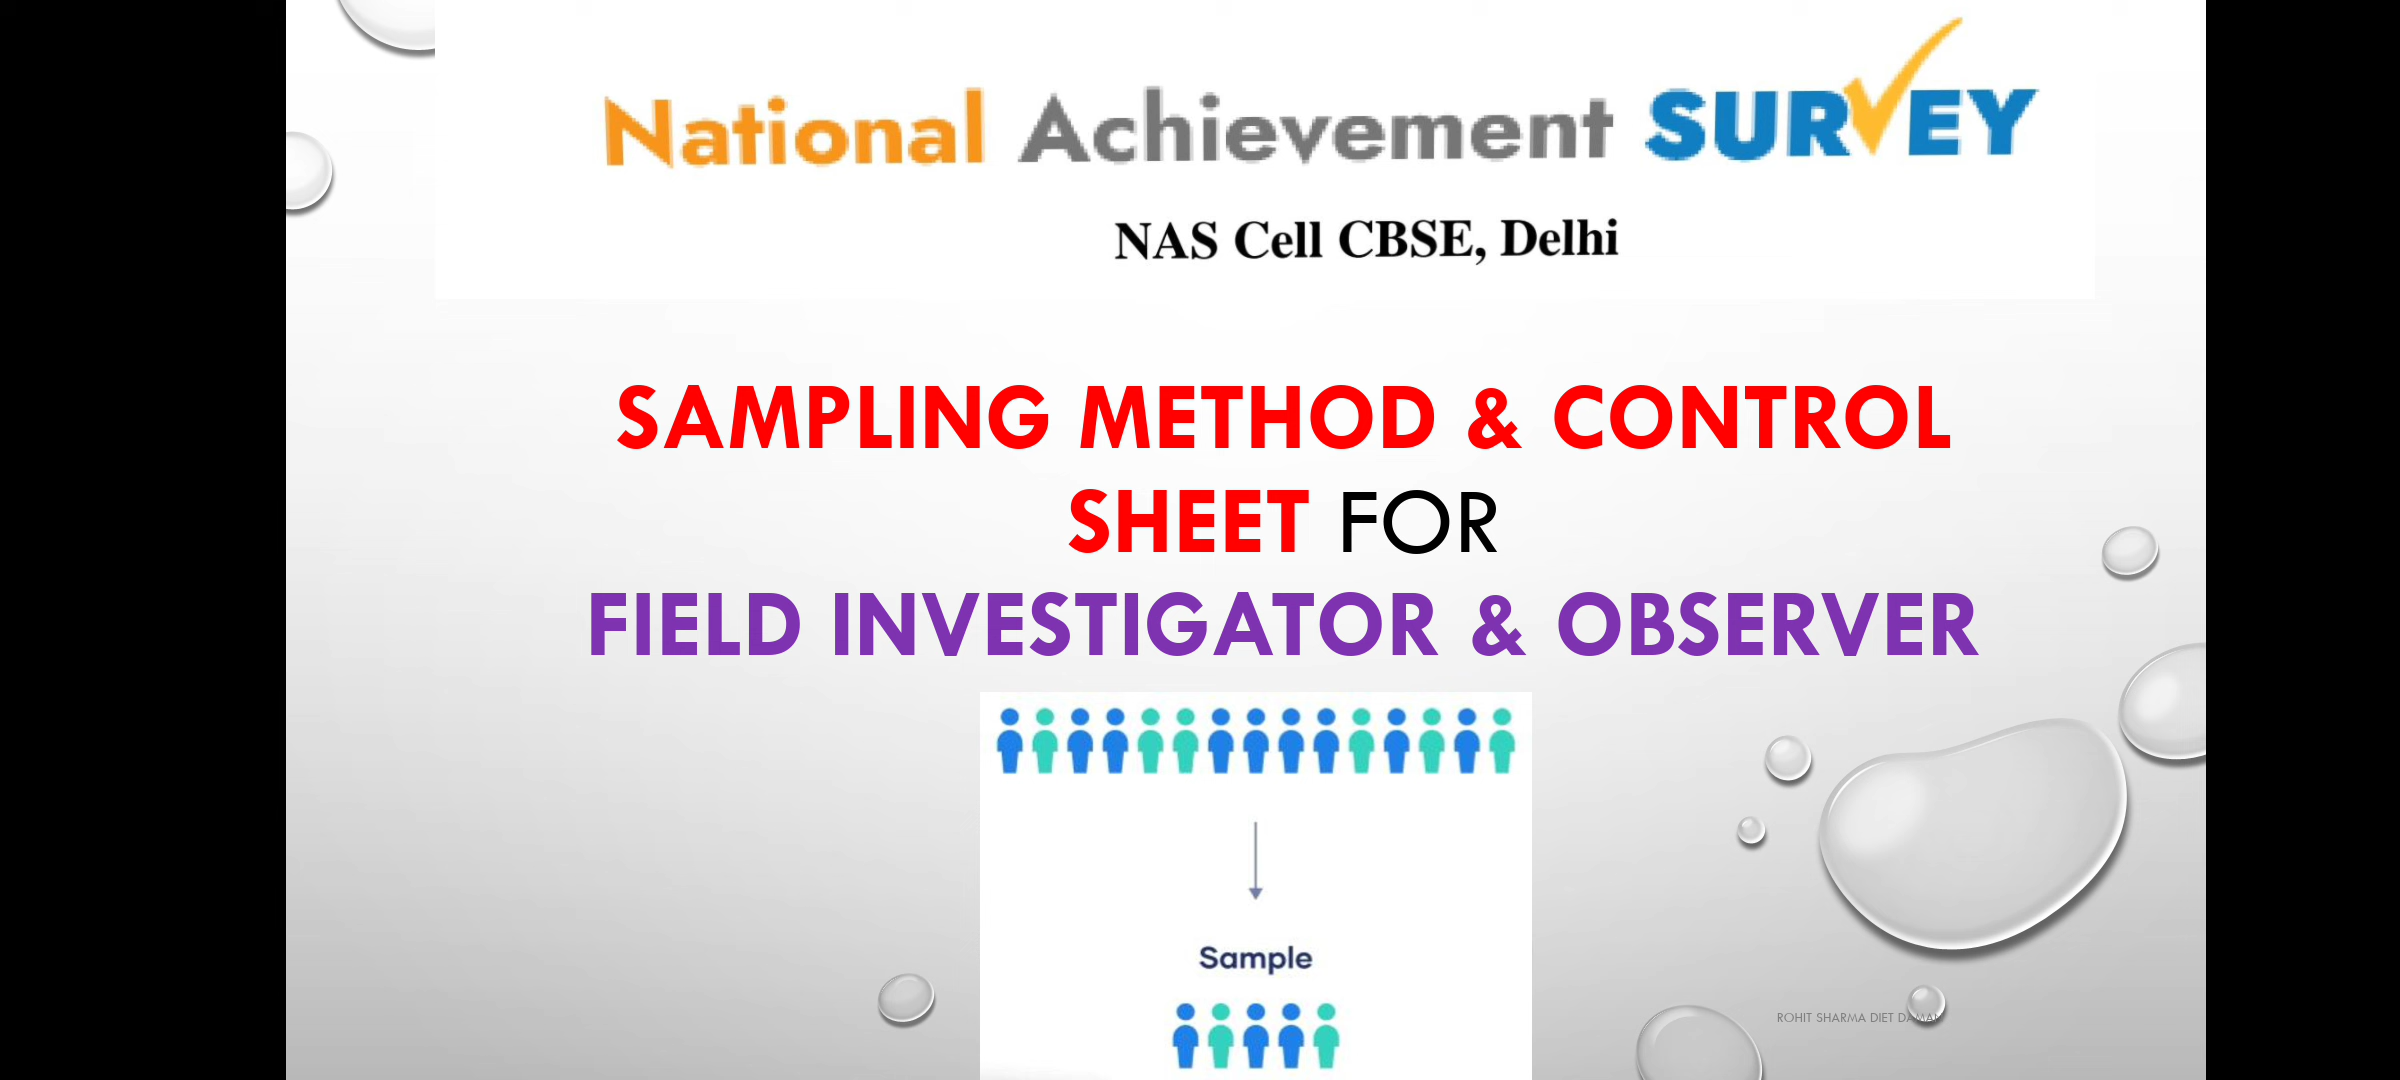 National Achievement SURVEY
NAS Cell CBSE, Delhi
SAMPLING METHOD & CONTROL
SHEET FOR
FIELD INVESTIGATOR & OBSERVER
Sample
ROHIT SHARMA DIET DAMAN